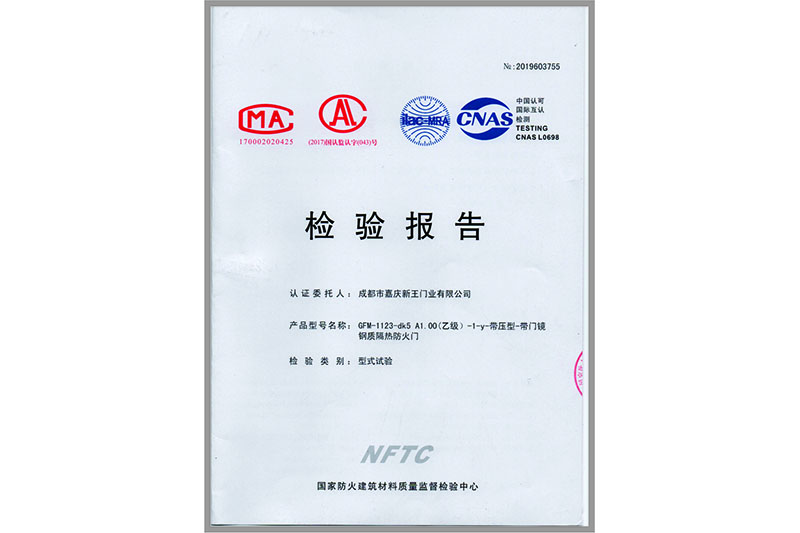 №:2019603755
MA
170002020425
CAL
(2017)国认监认字(043)号
ilac-MRA
CNAS
中国认可
国际互认
检测
TESTING
CNAS L0698
检验报告
认证委托人：成都市嘉庆新王门业有限公司
产品型号名称：GFM-1123-dk5 A1.00(乙级)-1-y-带压型-带门镜
钢质隔热防火门
检验类别：型式试验
NFTC
国家防火建筑材料质量监督检验中心